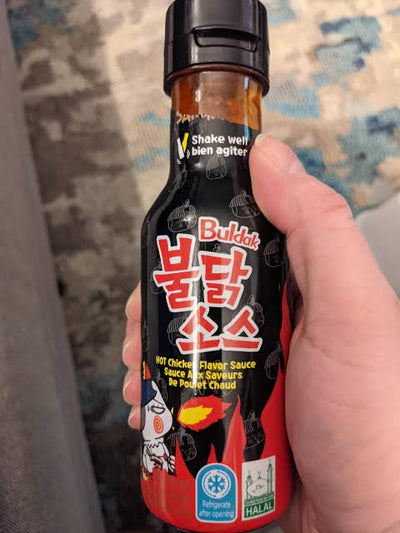 Shake well
bien agiter
Buldak
불닭
소스
HOT Chicken Flavor Sauce
Sauce Aux Saveurs
De Poulet Chaud
Refrigerate
after opening
HALAL